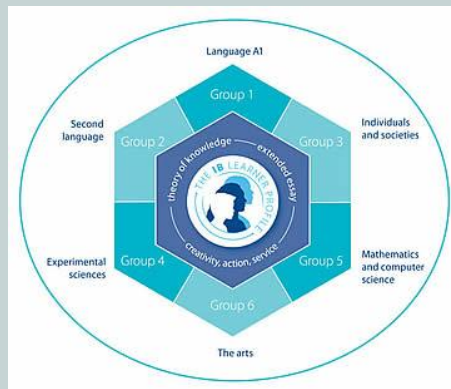 Language A1
Group 1
Second
language
Group 2
Group 3
Individuals
and societies
theory of knowledge
extended essay
THE IB LEARNER PROFILE
creativity, action, service
Experimental
sciences
Group 4
Group 5
Mathematics
and computer
science
Group 6
The arts